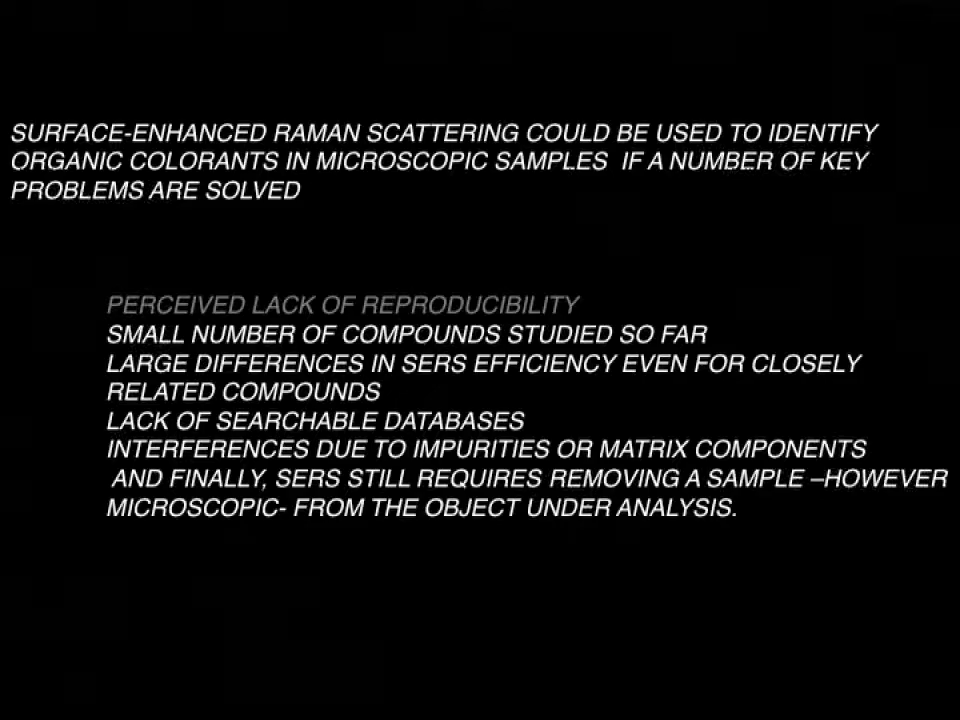 SURFACE-ENHANCED RAMAN SCATTERING COULD BE USED TO IDENTIFY
ORGANIC COLORANTS IN MICROSCOPIC SAMPLES IF A NUMBER OF KEY
PROBLEMS ARE SOLVED
PERCEIVED LACK OF REPRODUCIBILITY
SMALL NUMBER OF COMPOUNDS STUDIED SO FAR
LARGE DIFFERENCES IN SERS EFFICIENCY EVEN FOR CLOSELY
RELATED COMPOUNDS
LACK OF SEARCHABLE DATABASES
INTERFERENCES DUE TO IMPURITIES OR MATRIX COMPONENTS
AND FINALLY, SERS STILL REQUIRES REMOVING A SAMPLE –HOWEVER
MICROSCOPIC- FROM THE OBJECT UNDER ANALYSIS.